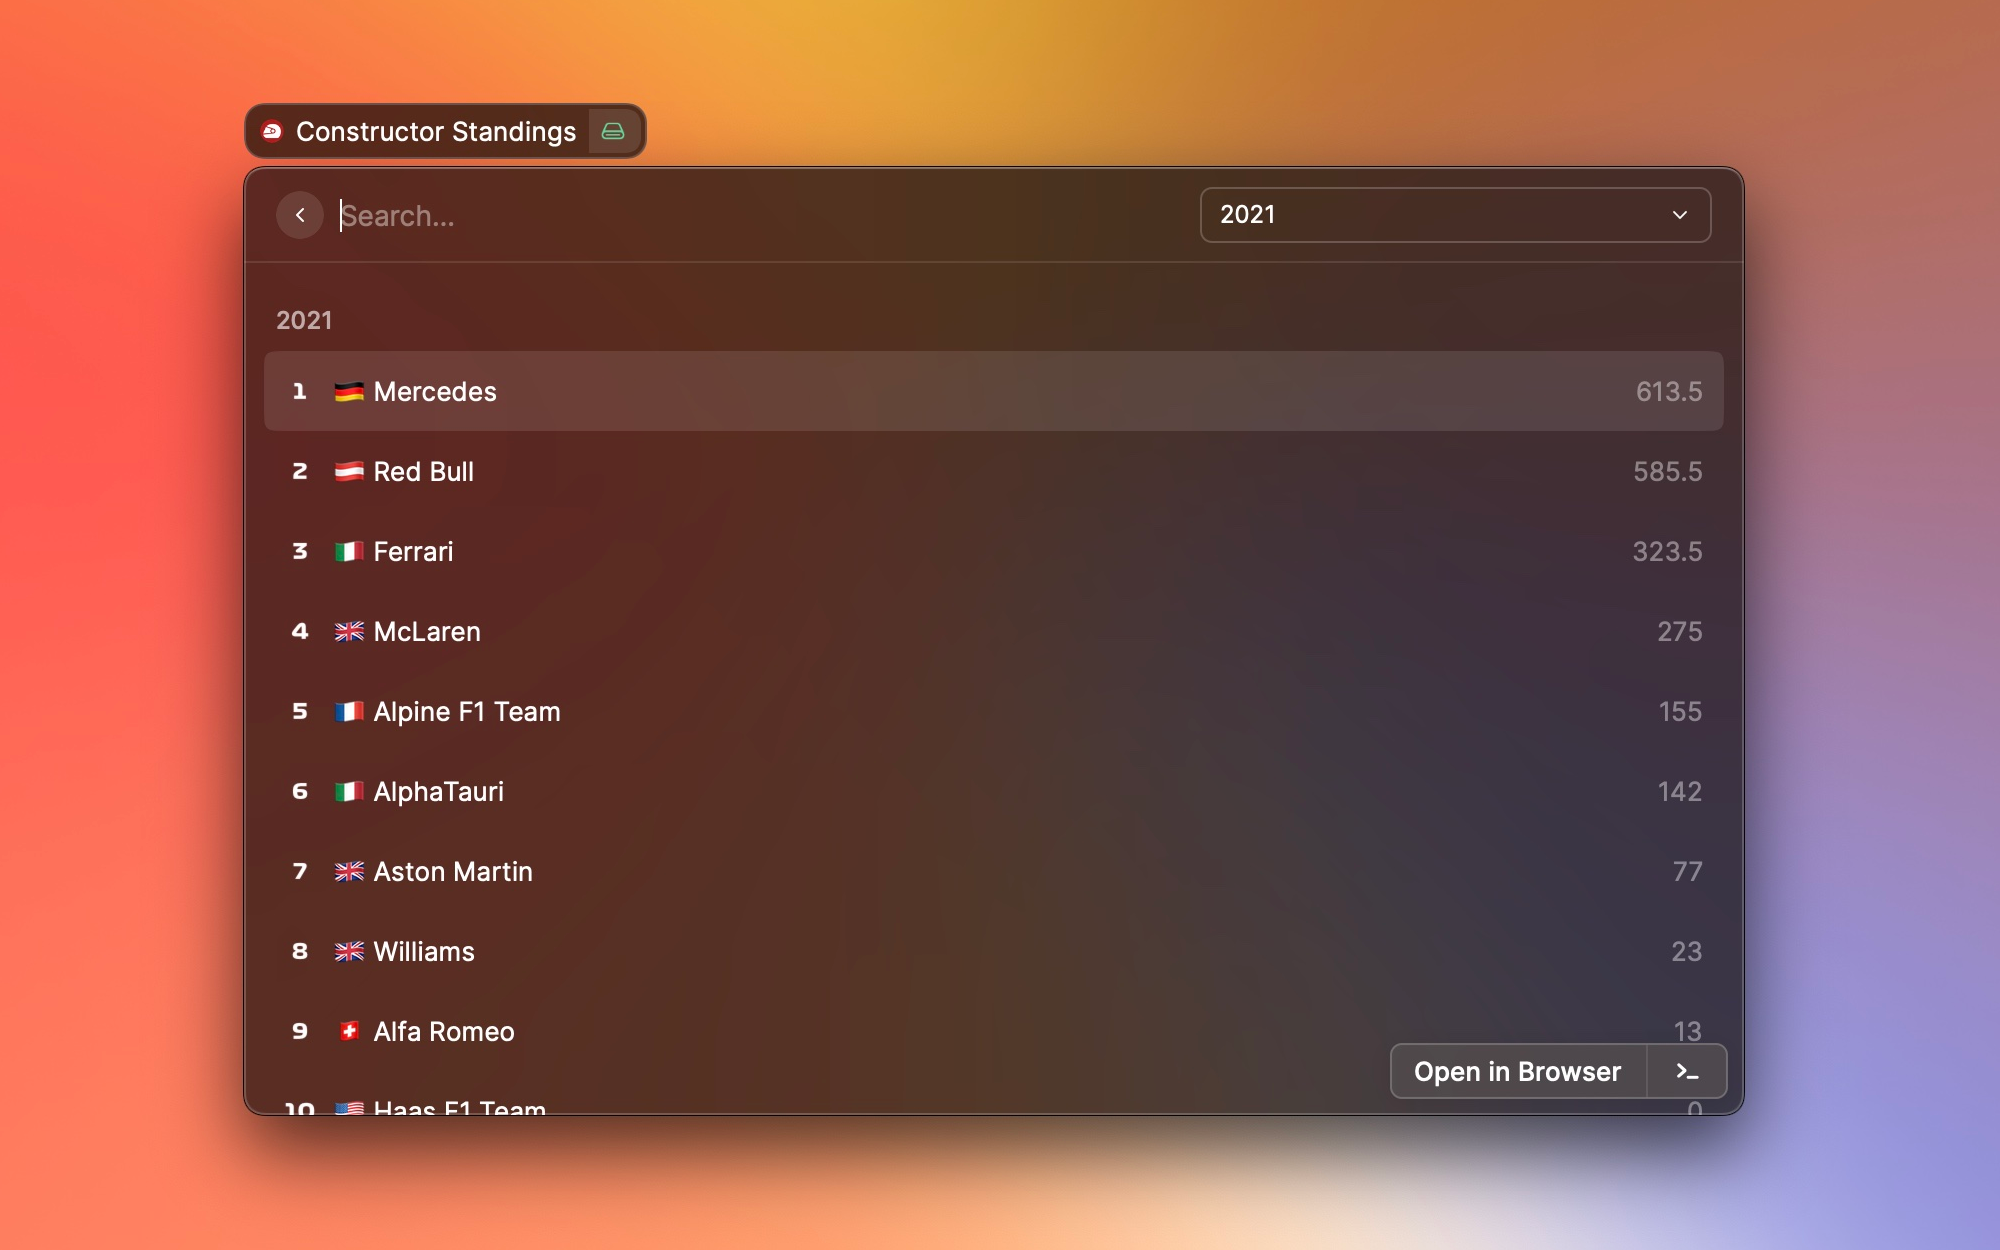 Constructor Standings
Search...
2021
2021
1 Mercedes 613.5
2 Red Bull 585.5
3 Ferrari 323.5
4 McLaren 275
5 Alpine F1 Team 155
6 AlphaTauri 142
7 Aston Martin 77
8 Williams 23
9 Alfa Romeo 13
Open in Browser
10 Haas F1 Team 0